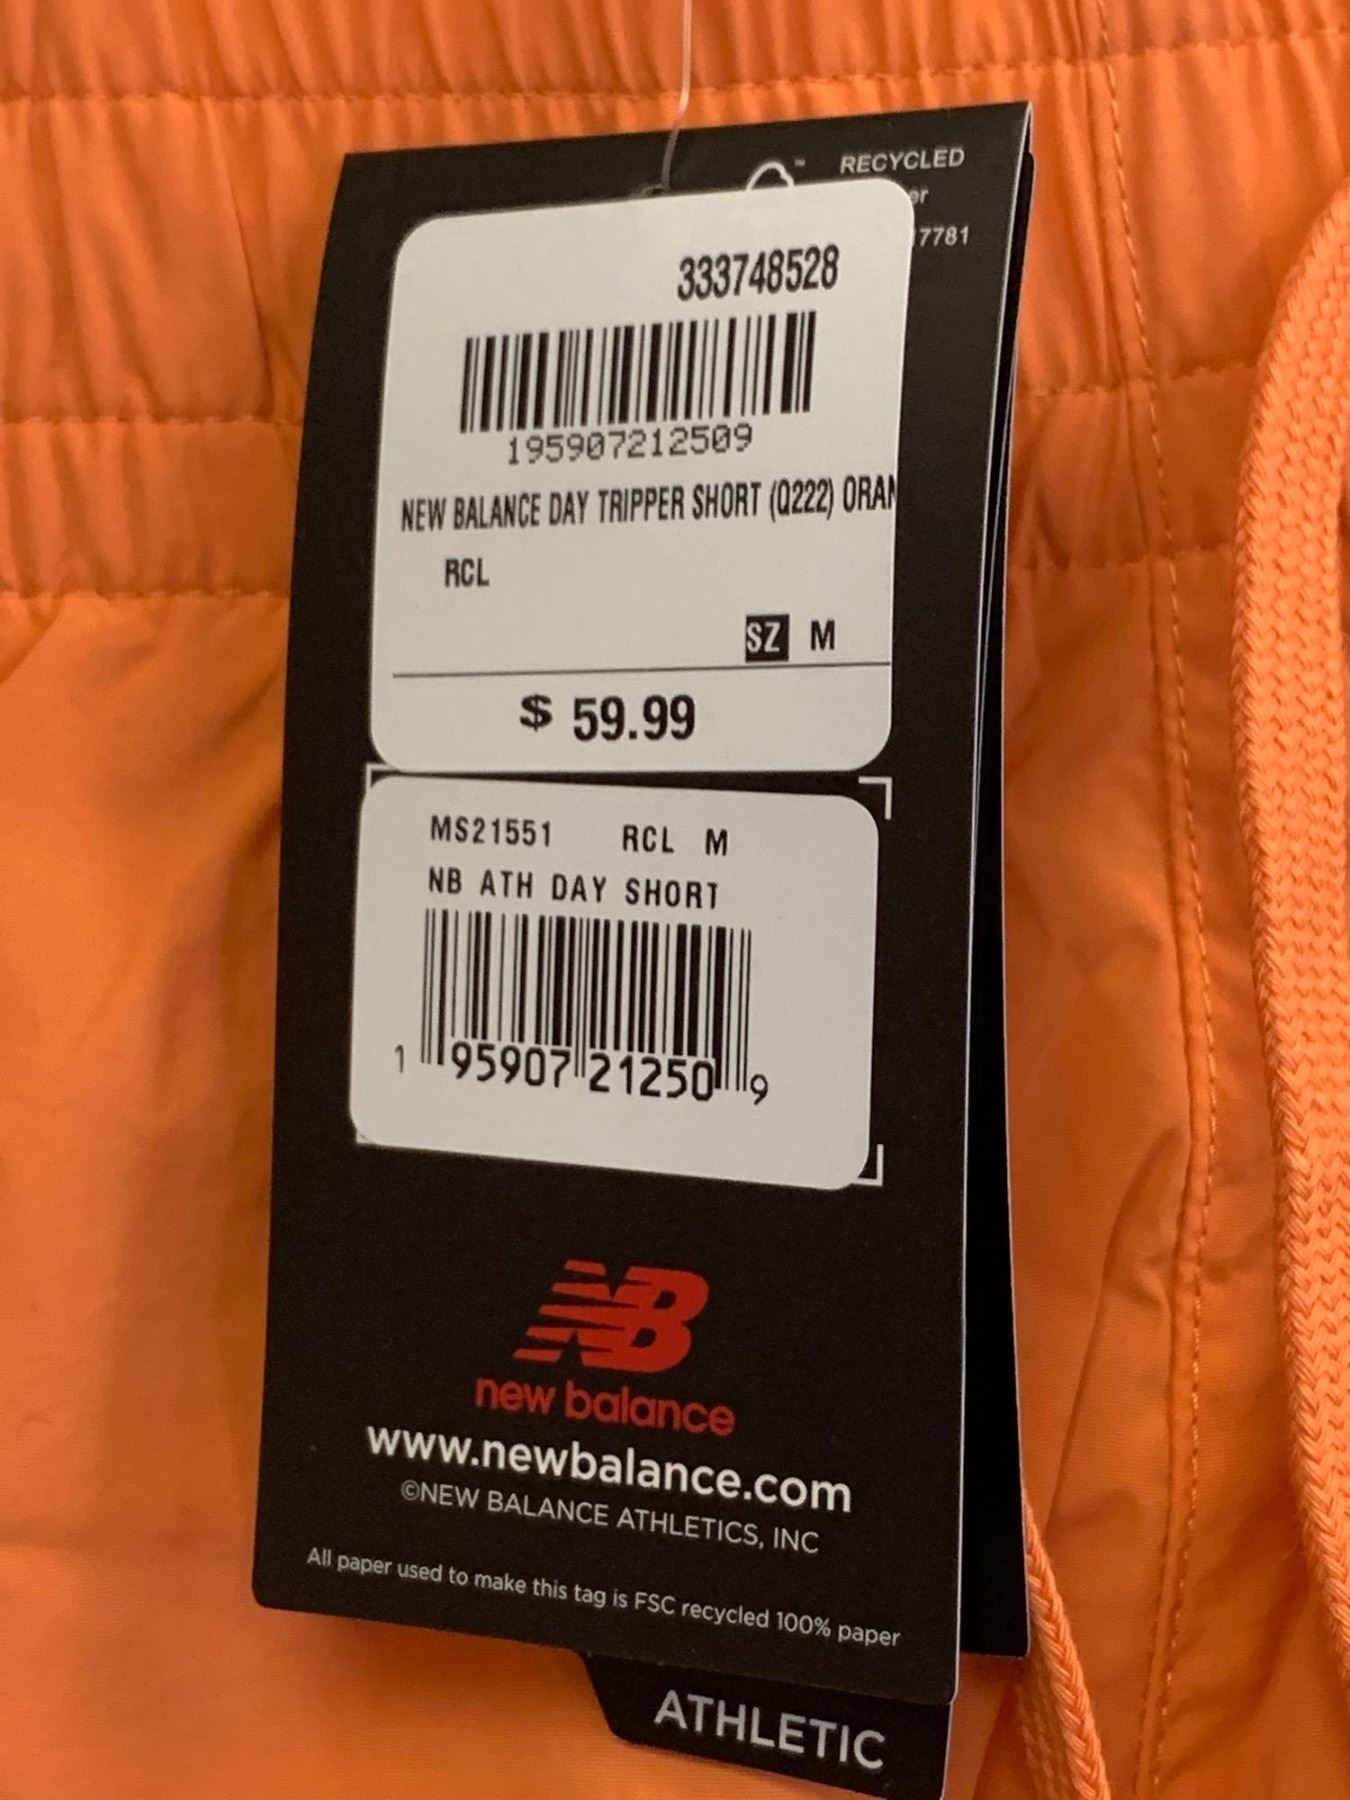 RECYCLED
333748528
195907212509
NEW BALANCE DAY TRIPPER SHORT (Q222) ORAN
RCL
SZ M
$ 59.99
MS21551 RCL M
NB ATH DAY SHORT
1 95907 21250 9
NB
new balance
www.newbalance.com
©NEW BALANCE ATHLETICS, INC
All paper used to make this tag is FSC recycled 100% paper
ATHLETIC